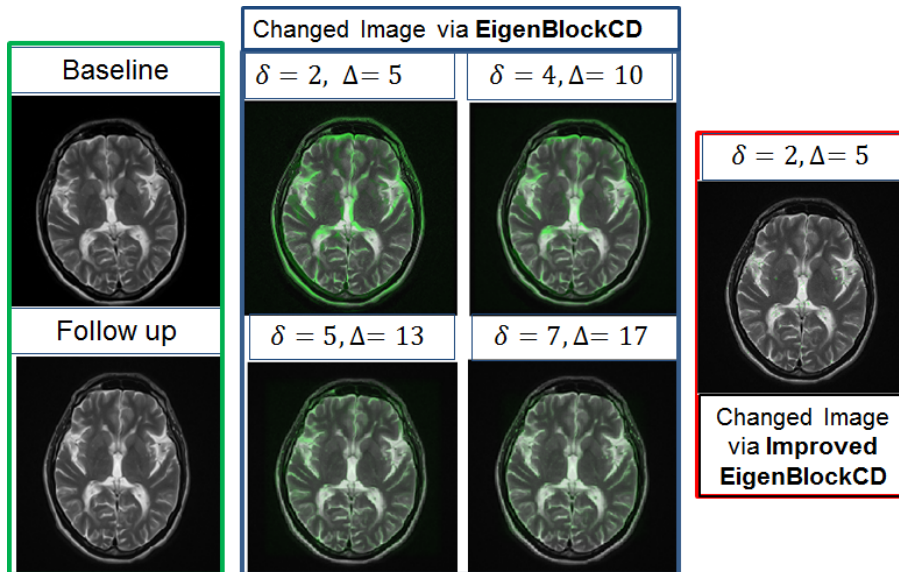 Changed Image via EigenBlockCD
Baseline
δ = 2, Δ= 5
δ = 4, Δ= 10
Follow up
δ = 5, Δ= 13
δ = 7, Δ= 17
δ = 2, Δ= 5
Changed Image
via Improved
EigenBlockCD